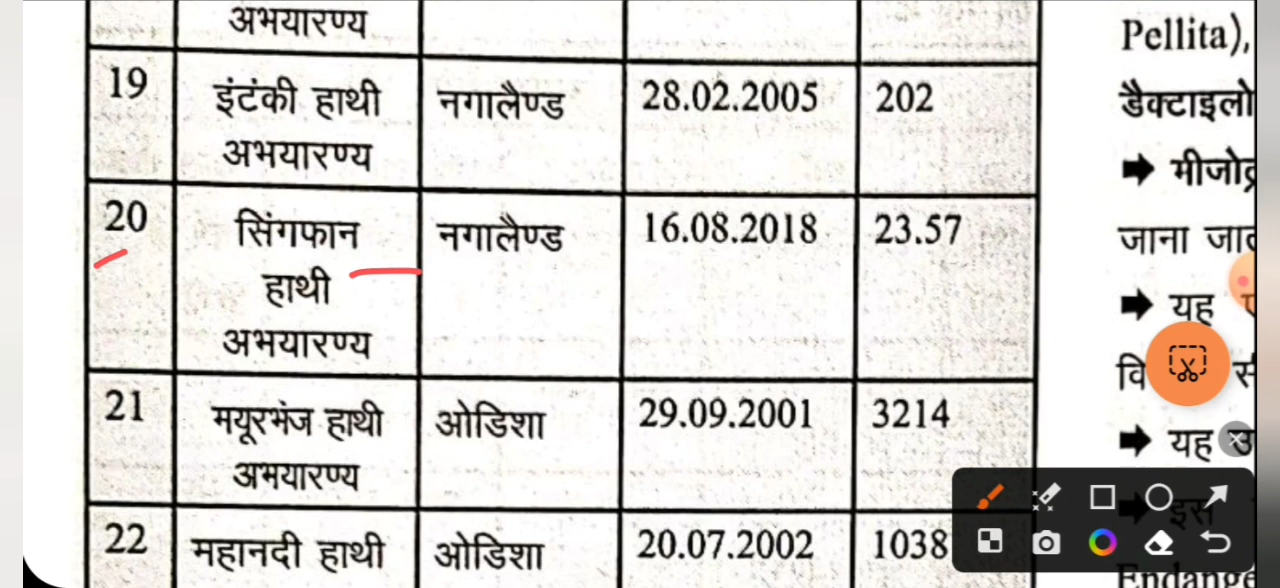 अभयारण्य
19 इंटंकी हाथी नगालैण्ड 28.02.2005 202
अभयारण्य
20 सिंगफान नगालैण्ड 16.08.2018 23.57
हाथी
अभयारण्य
21 मयूरभंज हाथी ओडिशा 29.09.2001 3214
अभयारण्य
22 महानदी हाथी ओडिशा 20.07.2002 1038
Pellita),
डैक्टाइलो
➡ मीजोद्र
जाना जात
➡ यह
वि
➡ यह उ
➡ इस